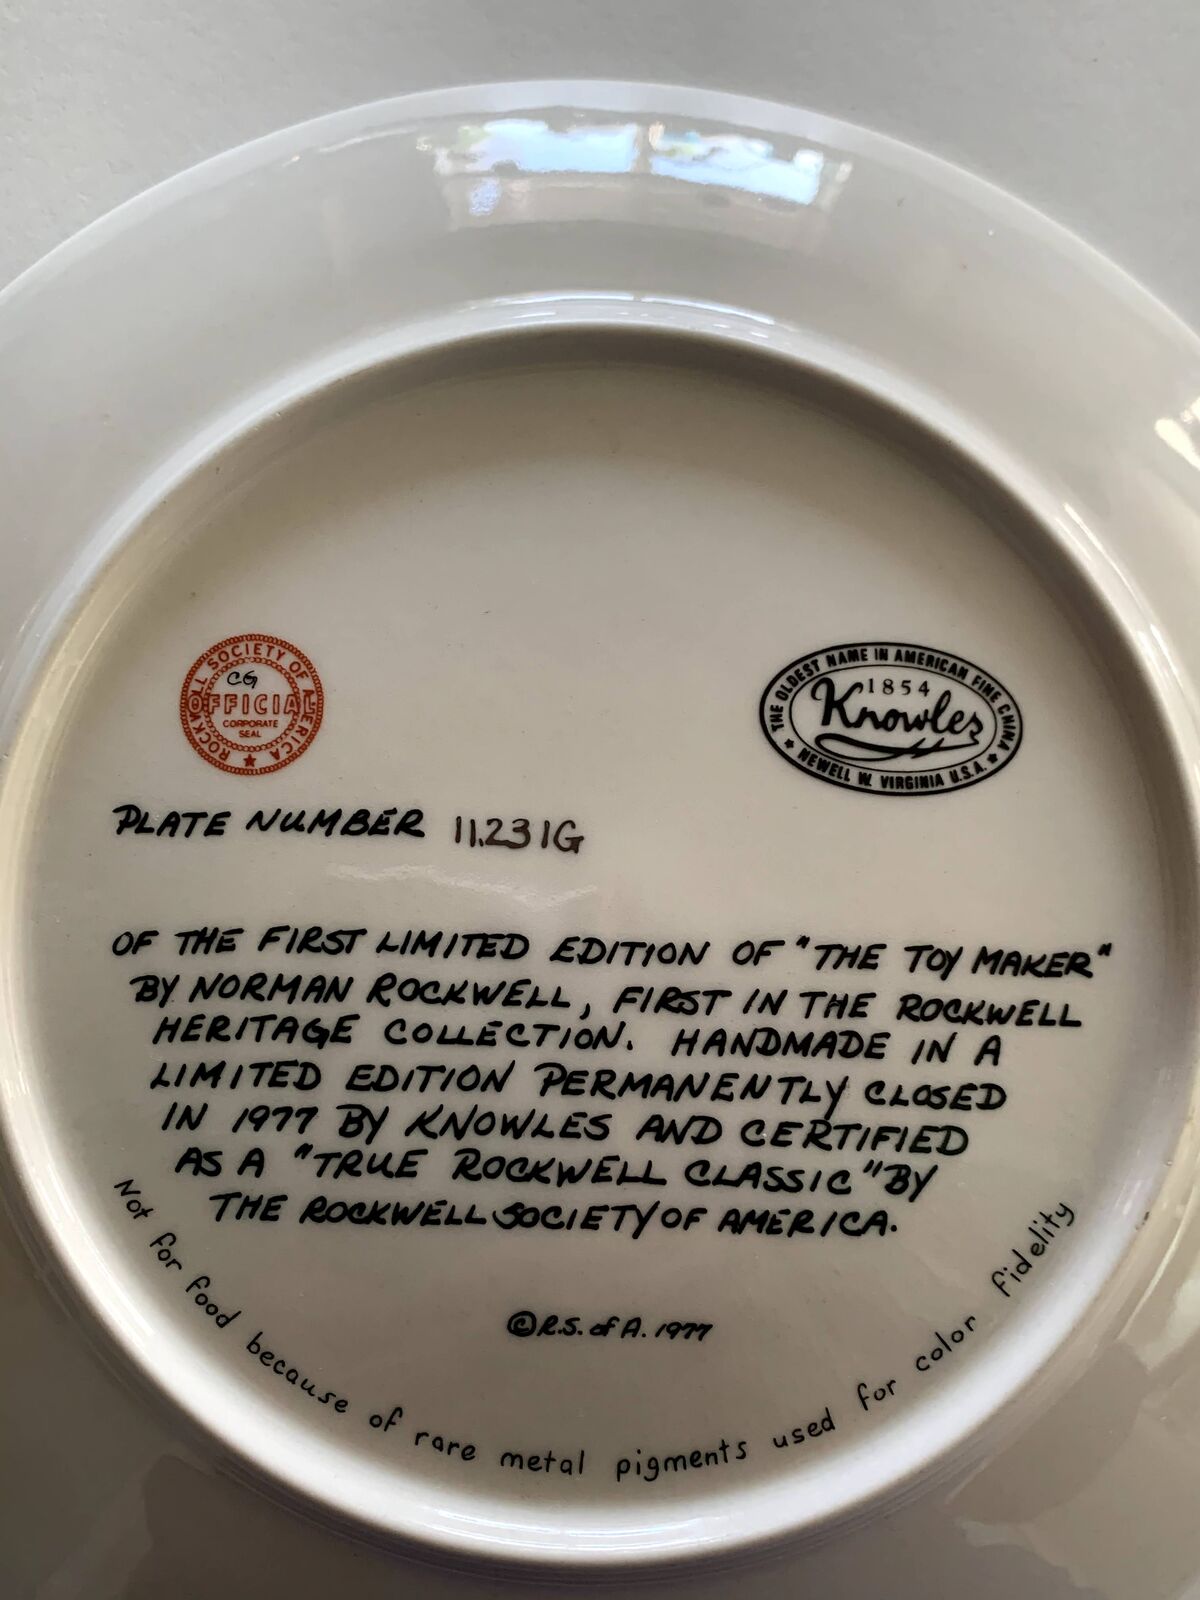 ROCKWELL SOCIETY OF AMERICA
CG
OFFICIAL
CORPORATE
SEAL
THE OLDEST NAME IN AMERICAN FINE CHINA
1854
Knowles
NEWELL W. VIRGINIA U.S.A.
PLATE NUMBER 11.231G
OF THE FIRST LIMITED EDITION OF "THE TOY MAKER"
BY NORMAN ROCKWELL, FIRST IN THE ROCKWELL
HERITAGE COLLECTION. HANDMADE IN A
LIMITED EDITION PERMANENTLY CLOSED
IN 1977 BY KNOWLES AND CERTIFIED
AS A "TRUE ROCKWELL CLASSIC" BY
THE ROCKWELL SOCIETY OF AMERICA.
© R.S. of A. 1977
Not for food because of rare metal pigments used for color fidelity